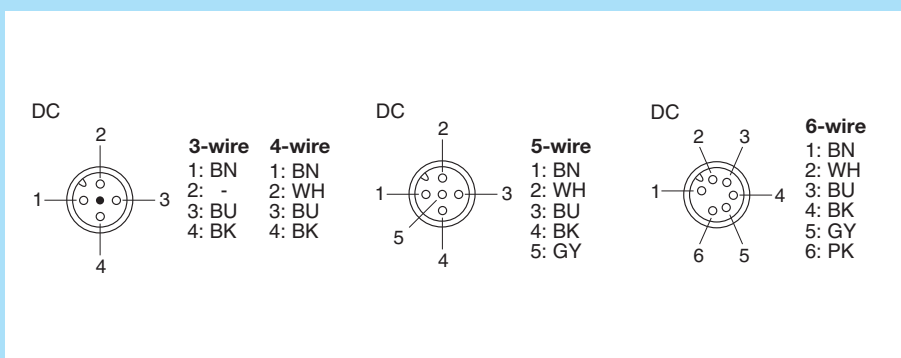 DC
2
1
3
4
3-wire
1: BN
2: -
3: BU
4: BK
4-wire
1: BN
2: WH
3: BU
4: BK
DC
2
1
3
5
4
5-wire
1: BN
2: WH
3: BU
4: BK
5: GY
DC
2 3
1
4
6 5
6-wire
1: BN
2: WH
3: BU
4: BK
5: GY
6: PK